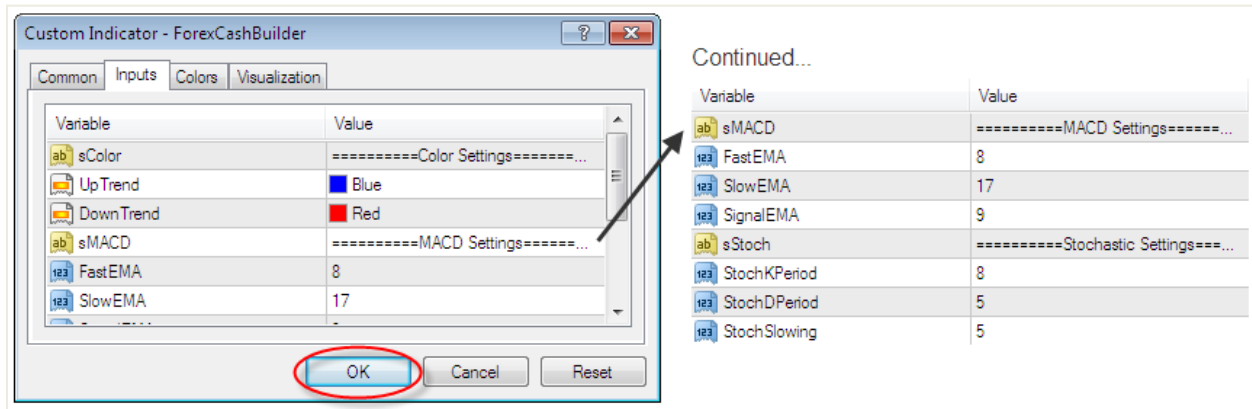 Custom Indicator - ForexCashBuilder
Common Inputs Colors Visualization
Variable Value
sColor ==========Color Settings=======...
UpTrend Blue
DownTrend Red
sMACD ==========MACD Settings======...
FastEMA 8
SlowEMA 17
OK Cancel Reset
Continued...
Variable Value
sMACD ==========MACD Settings======...
FastEMA 8
SlowEMA 17
SignalEMA 9
sStoch ==========Stochastic Settings===...
StochKPeriod 8
StochDPeriod 5
StochSlowing 5